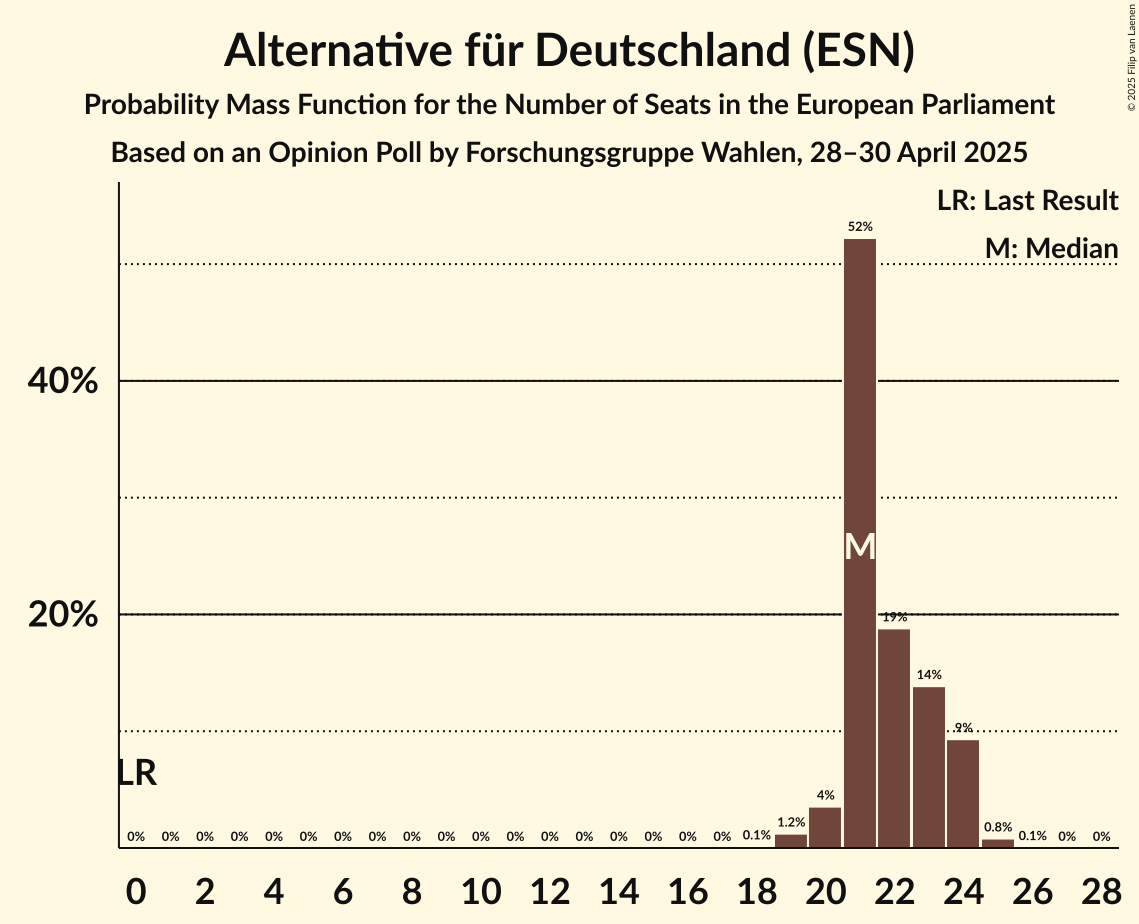 Alternative für Deutschland (ESN)
Probability Mass Function for the Number of Seats in the European Parliament
Based on an Opinion Poll by Forschungsgruppe Wahlen, 28–30 April 2025
© 2025 Filip van Laenen
LR: Last Result
M: Median
52%
40%
M
20%
19%
14%
9%
LR
0% 0% 0% 0% 0% 0% 0% 0% 0% 0% 0% 0% 0% 0% 0% 0% 0% 0% 0.1% 1.2% 4% 0.8% 0.1% 0% 0%
0 2 4 6 8 10 12 14 16 18 20 22 24 26 28